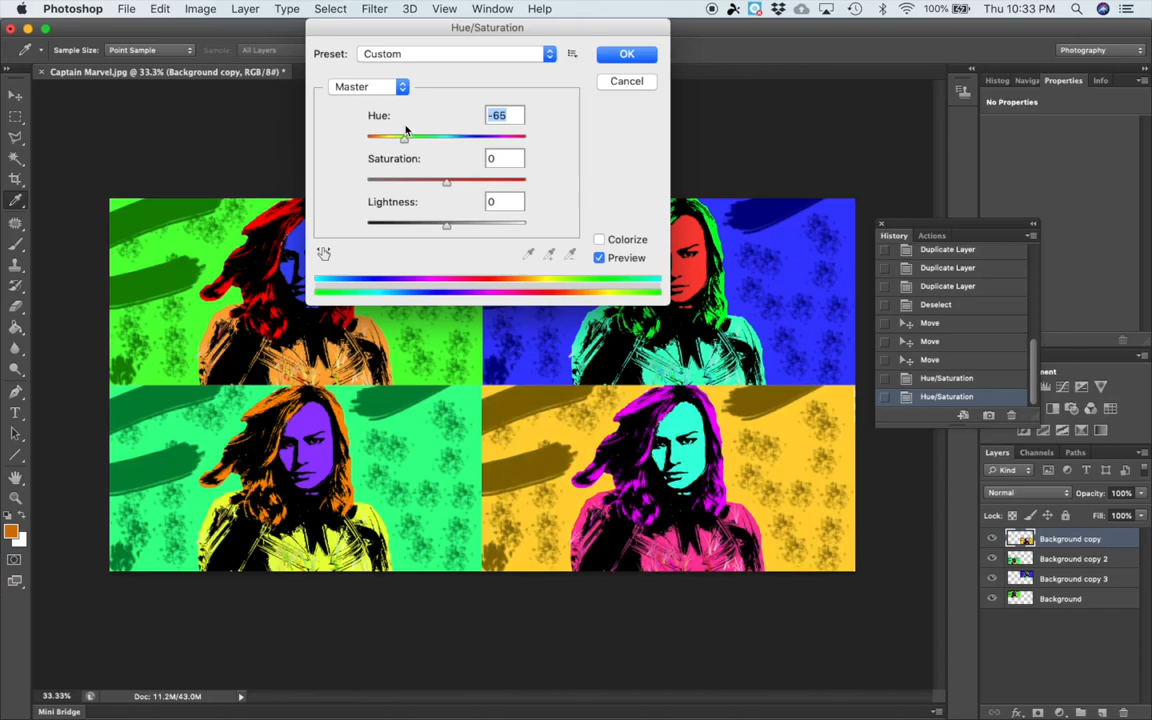 Photoshop File Edit Image Layer Type Select Filter 3D View Window Help 100% Thu 10:33 PM
Hue/Saturation
Sample Size: Point Sample Sample: All Layers Photography
Preset: Custom OK
Captain Marvel.jpg @ 33.3% (Background copy, RGB/8#) *
Histog Naviga Properties Info
Master Cancel
No Properties
Hue: -65
Saturation: 0
Lightness: 0
Colorize
Preview
History Actions
Duplicate Layer
Duplicate Layer
Duplicate Layer
Deselect
Move
Move
Move
Hue/Saturation
Hue/Saturation
Layers Channels Paths
Kind
Normal Opacity: 100%
Lock: Fill: 100%
Background copy
Background copy 2
Background copy 3
Background
33.33% Doc: 11.2M/43.0M
Mini Bridge